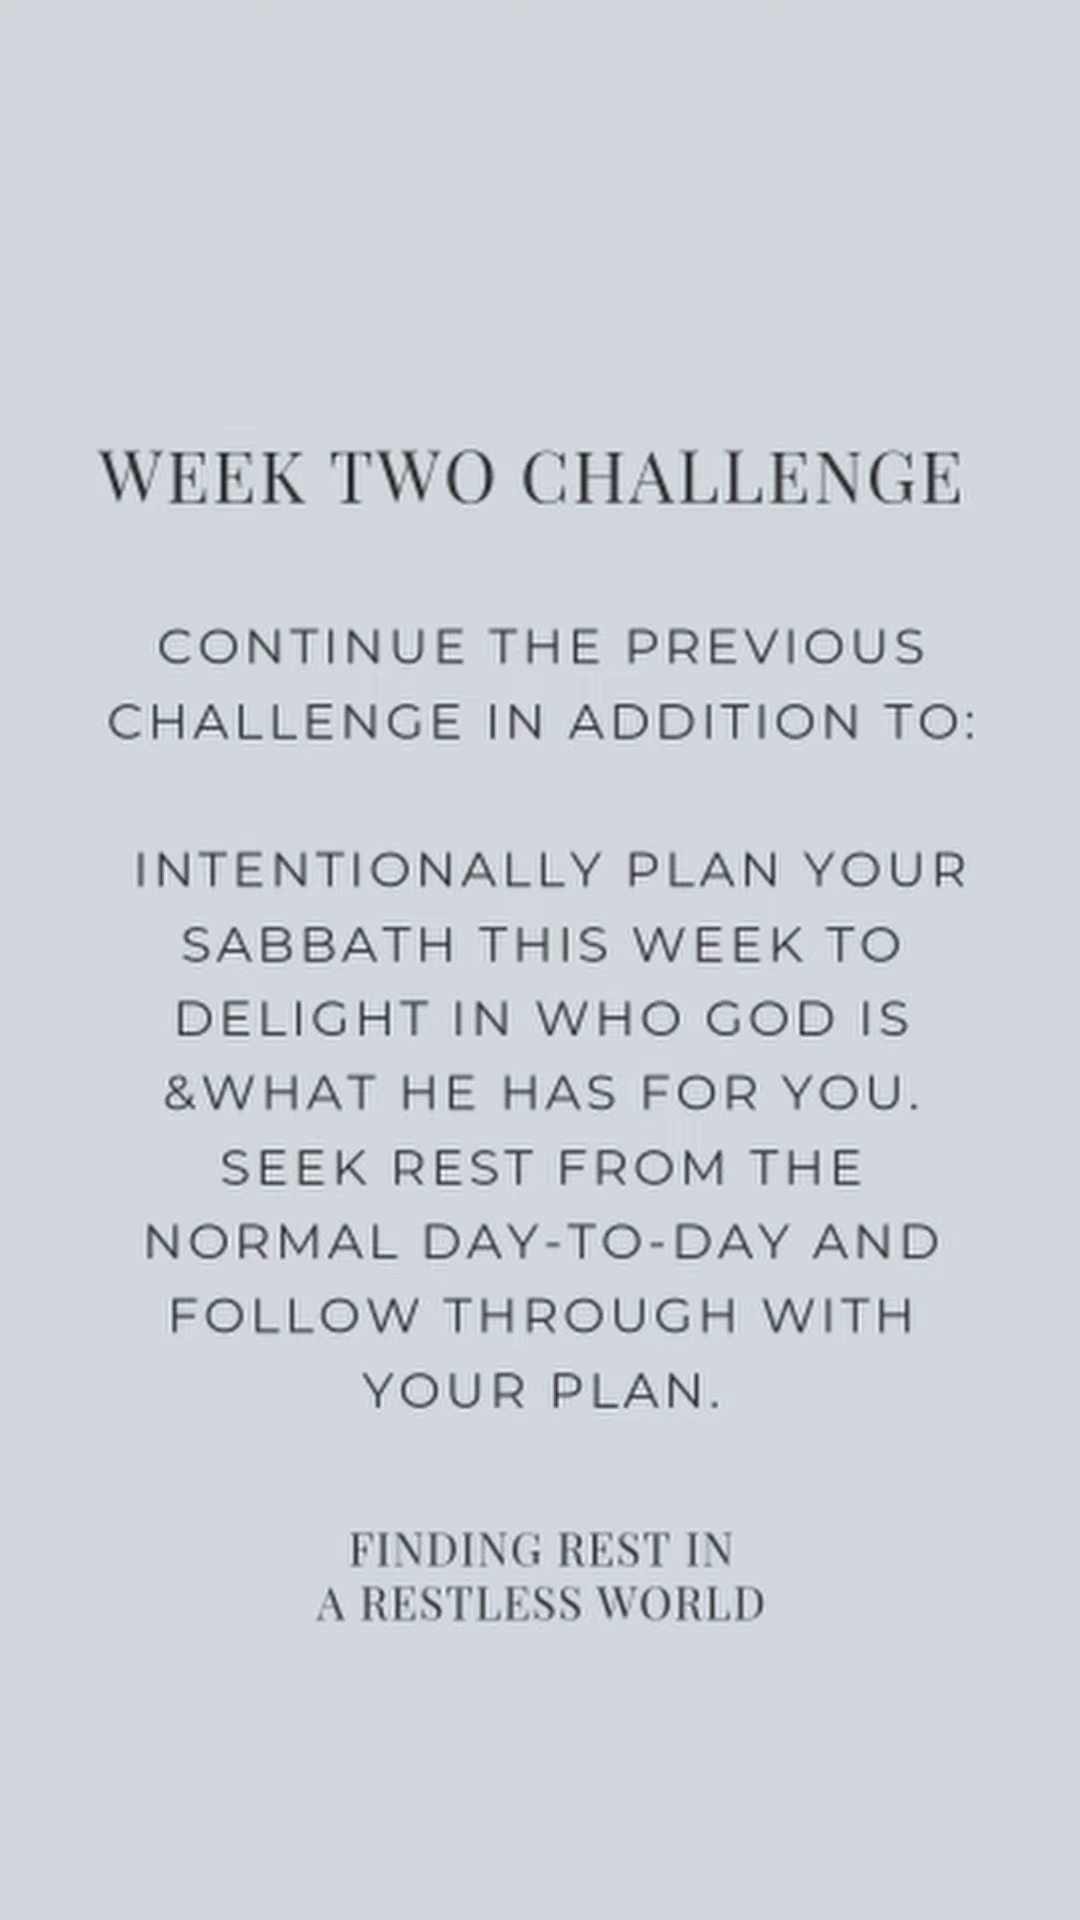 WEEK TWO CHALLENGE
CONTINUE THE PREVIOUS
CHALLENGE IN ADDITION TO:
INTENTIONALLY PLAN YOUR
SABBATH THIS WEEK TO
DELIGHT IN WHO GOD IS
&WHAT HE HAS FOR YOU.
SEEK REST FROM THE
NORMAL DAY-TO-DAY AND
FOLLOW THROUGH WITH
YOUR PLAN.
FINDING REST IN
A RESTLESS WORLD